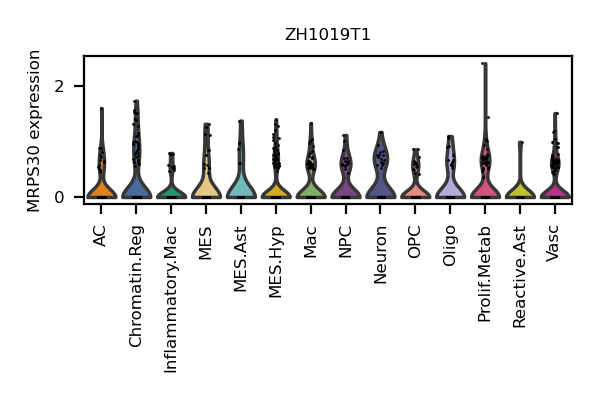 ZH1019T1
MRPS30 expression
2
0
AC
Chromatin.Reg
Inflammatory.Mac
MES
MES.Ast
MES.Hyp
Mac
NPC
Neuron
OPC
Oligo
Prolif.Metab
Reactive.Ast
Vasc